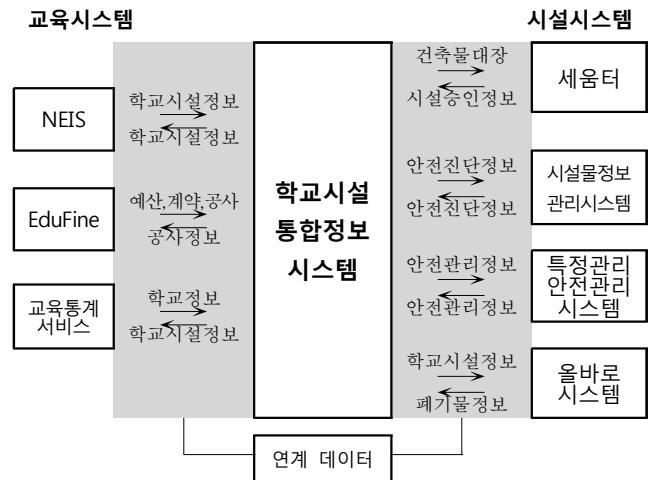 교육시스템
시설시스템
NEIS
학교시설정보
학교시설정보
EduFine
예산,계약,공사
공사정보
교육통계
서비스
학교정보
학교시설정보
학교시설
통합정보
시스템
건축물대장
시설승인정보
세움터
안전진단정보
안전진단정보
시설물정보
관리시스템
안전관리정보
안전관리정보
특정관리
안전관리
시스템
학교시설정보
폐기물정보
올바로
시스템
연계 데이터